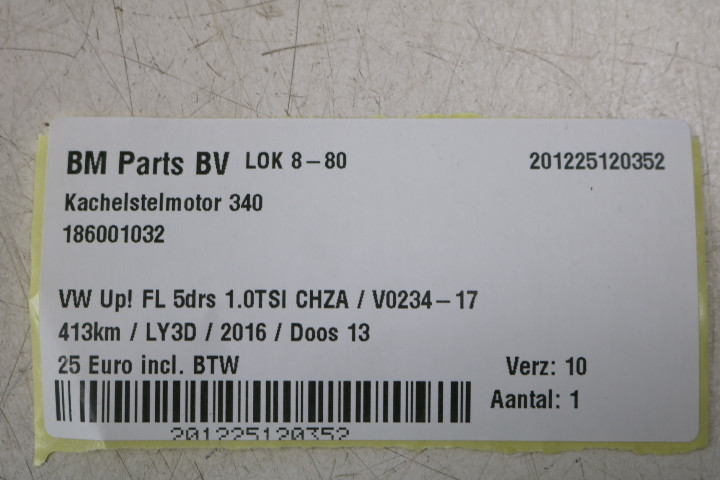 BM Parts BV LOK 8-80 201225120352
Kachelstelmotor 340
186001032
VW Up! FL 5drs 1.0TSI CHZA / V0234-17
413km / LY3D / 2016 / Doos 13
25 Euro incl. BTW Verz: 10
Aantal: 1
201225120352